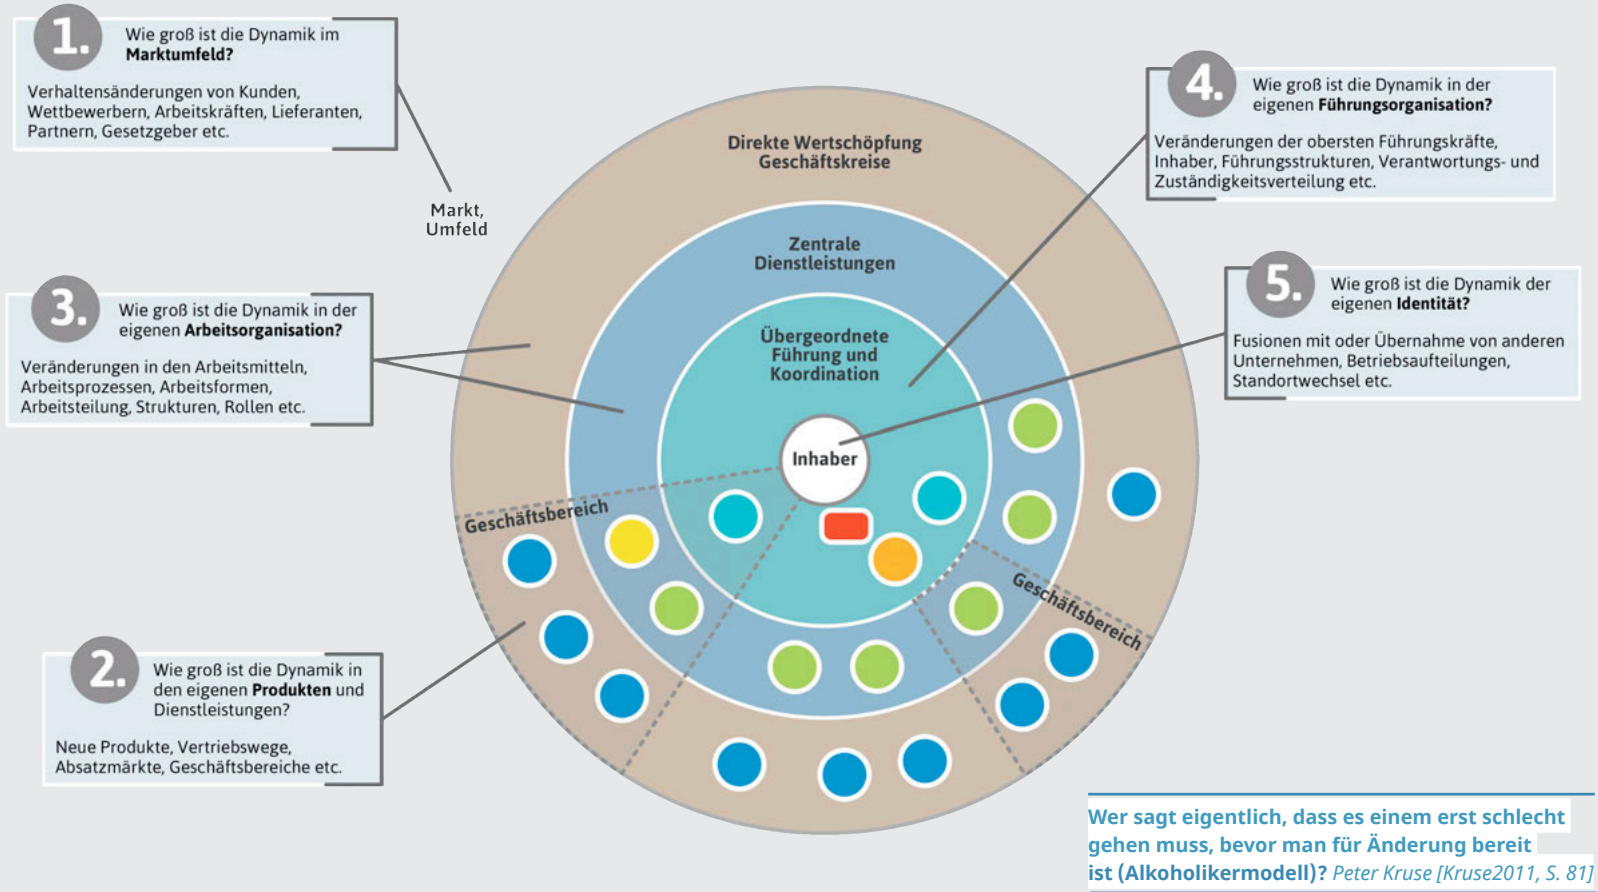 1.
Wie groß ist die Dynamik im
Marktumfeld?
Verhaltensänderungen von Kunden,
Wettbewerbern, Arbeitskräften, Lieferanten,
Partnern, Gesetzgeber etc.
Markt,
Umfeld
3.
Wie groß ist die Dynamik in der
eigenen Arbeitsorganisation?
Veränderungen in den Arbeitsmitteln,
Arbeitsprozessen, Arbeitsformen,
Arbeitsteilung, Strukturen, Rollen etc.
2.
Wie groß ist die Dynamik in
den eigenen Produkten und
Dienstleistungen?
Neue Produkte, Vertriebswege,
Absatzmärkte, Geschäftsbereiche etc.
Direkte Wertschöpfung
Geschäftskreise
Zentrale
Dienstleistungen
Übergeordnete
Führung und
Koordination
Inhaber
Geschäftsbereich
Geschäftsbereich
4.
Wie groß ist die Dynamik in der
eigenen Führungsorganisation?
Veränderungen der obersten Führungskräfte,
Inhaber, Führungsstrukturen, Verantwortungs- und
Zuständigkeitsverteilung etc.
5.
Wie groß ist die Dynamik der
eigenen Identität?
Fusionen mit oder Übernahme von anderen
Unternehmen, Betriebsaufteilungen,
Standortwechsel etc.
Wer sagt eigentlich, dass es einem erst schlecht
gehen muss, bevor man für Änderung bereit
ist (Alkoholikermodell)? Peter Kruse [Kruse2011, S. 81]